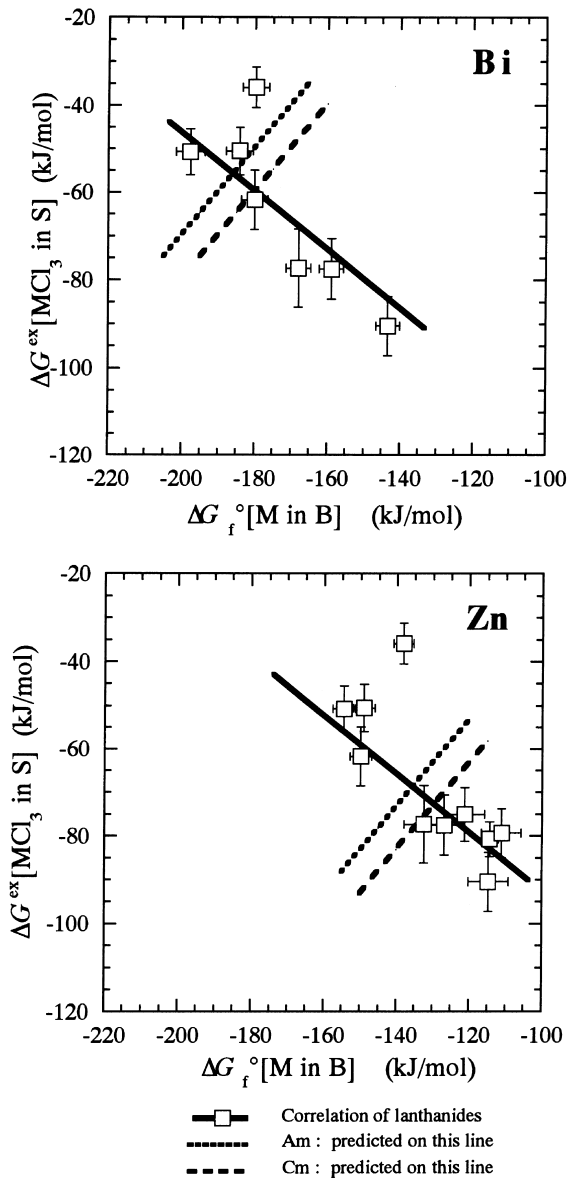 Bi
-20
-40
-60
-80
-100
-120
ΔG ex [MCl3 in S] (kJ/mol)
-220 -200 -180 -160 -140 -120 -100
ΔG f° [M in B] (kJ/mol)
Zn
-20
-40
-60
-80
-100
-120
ΔG ex [MCl3 in S] (kJ/mol)
-220 -200 -180 -160 -140 -120 -100
ΔG f° [M in B] (kJ/mol)
Correlation of lanthanides
Am : predicted on this line
Cm : predicted on this line